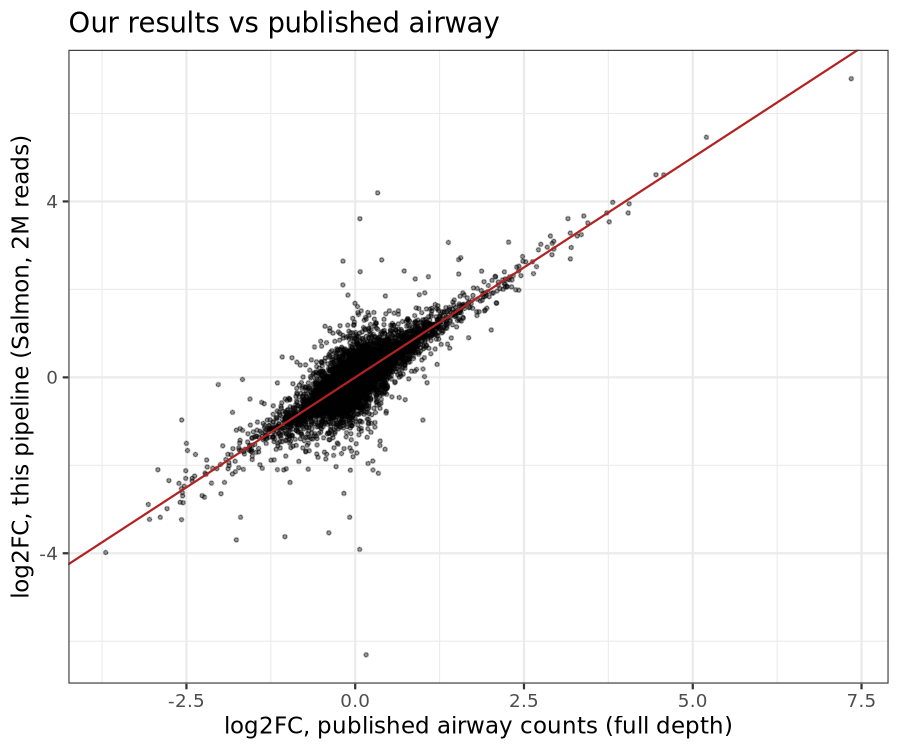 Our results vs published airway
log2FC, this pipeline (Salmon, 2M reads)
4
0
-4
-2.5
0.0
2.5
5.0
7.5
log2FC, published airway counts (full depth)